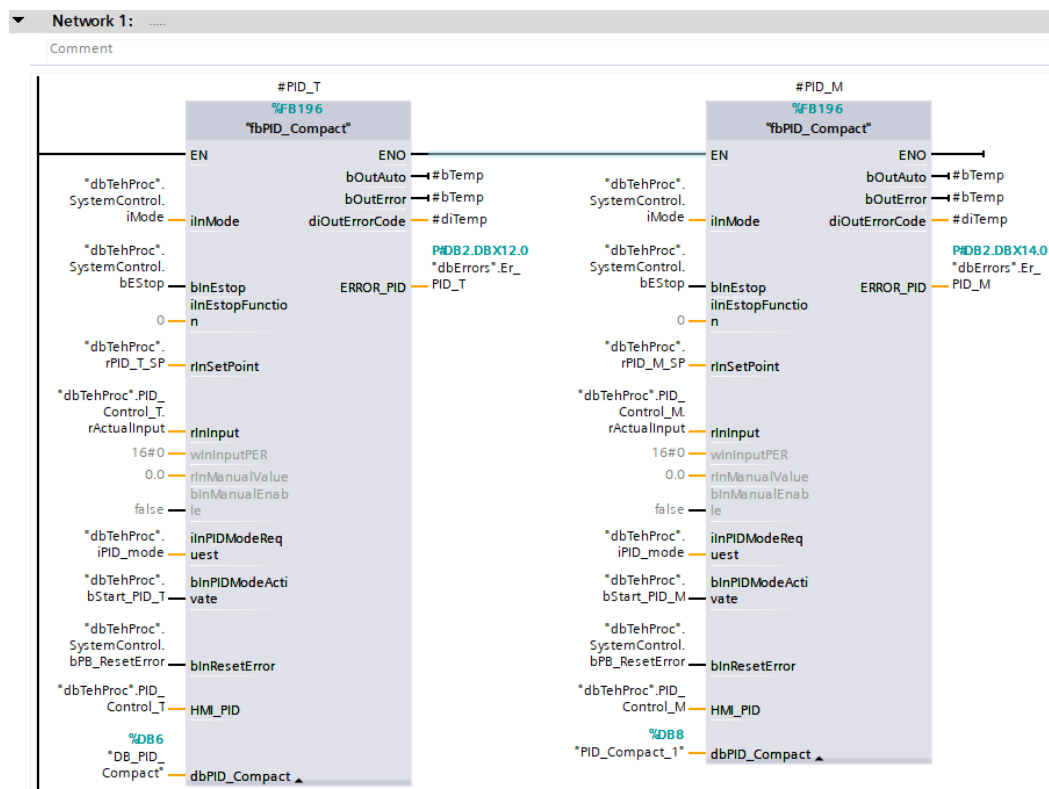 Network 1: .....
Comment
#PID_T
%FB196
"fbPID_Compact"
EN
ENO
bOutAuto
#bTemp
"dbTehProc".
SystemControl.
iMode
bOutError
#bTemp
iInMode
diOutErrorCode
#diTemp
"dbTehProc".
SystemControl.
bEStop
P#DB2.DBX12.0
"dbErrors".Er_
PID_T
bInEstop
ERROR_PID
iInEstopFunctio
n
0
"dbTehProc".
rPID_T_SP
rInSetPoint
"dbTehProc".PID_
Control_T.
rActualInput
rInInput
16#0
wInInputPER
0.0
rInManualValue
bInManualEnab
le
false
"dbTehProc".
iPID_mode
iInPIDModeReq
uest
"dbTehProc".
bStart_PID_T
bInPIDModeActi
vate
"dbTehProc".
SystemControl.
bPB_ResetError
bInResetError
"dbTehProc".PID_
Control_T
HMI_PID
%DB6
"DB_PID_
Compact"
dbPID_Compact
#PID_M
%FB196
"fbPID_Compact"
EN
ENO
bOutAuto
#bTemp
"dbTehProc".
SystemControl.
iMode
bOutError
#bTemp
iInMode
diOutErrorCode
#diTemp
"dbTehProc".
SystemControl.
bEStop
P#DB2.DBX14.0
"dbErrors".Er_
PID_M
bInEstop
ERROR_PID
iInEstopFunctio
n
0
"dbTehProc".
rPID_M_SP
rInSetPoint
"dbTehProc".PID_
Control_M.
rActualInput
rInInput
16#0
wInInputPER
0.0
rInManualValue
bInManualEnab
le
false
"dbTehProc".
iPID_mode
iInPIDModeReq
uest
"dbTehProc".
bStart_PID_M
bInPIDModeActi
vate
"dbTehProc".
SystemControl.
bPB_ResetError
bInResetError
"dbTehProc".PID_
Control_M
HMI_PID
%DB8
"PID_Compact_1"
dbPID_Compact